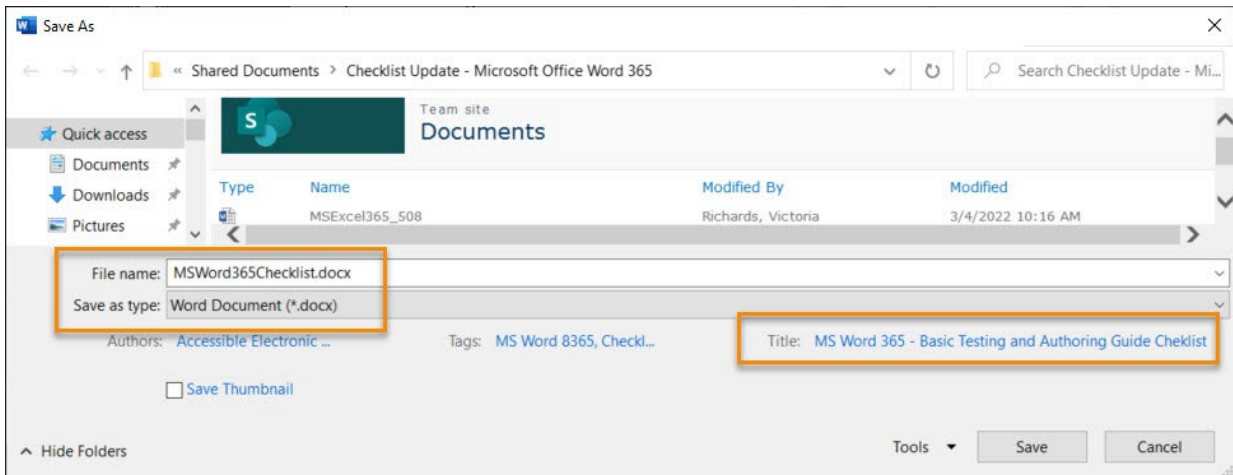 Save As
« Shared Documents > Checklist Update - Microsoft Office Word 365
Search Checklist Update - Mi...
Team site
S
Documents
Quick access
Documents
Downloads
Pictures
Type Name Modified By Modified
MSExcel365_508 Richards, Victoria 3/4/2022 10:16 AM
File name: MSWord365Checklist.docx
Save as type: Word Document (*.docx)
Authors: Accessible Electronic ... Tags: MS Word 8365, Checkl... Title: MS Word 365 - Basic Testing and Authoring Guide Cheklist
Save Thumbnail
Hide Folders
Tools Save Cancel